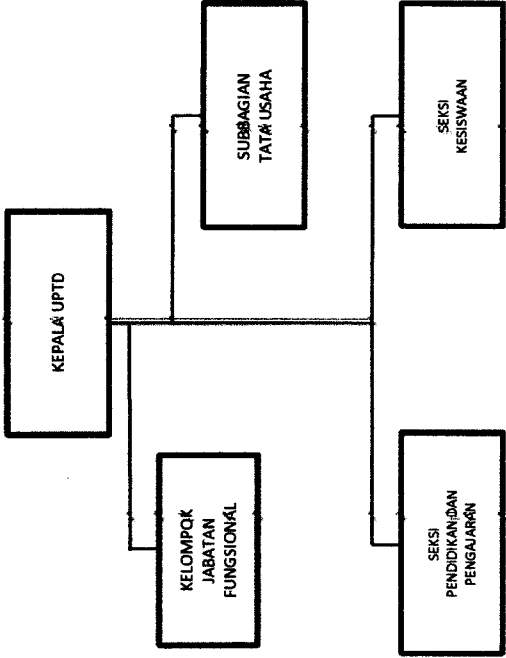 KEPALA UPTD
KELOMPOK
JABATAN
FUNGSIONAL
SUBBAGIAN
TATA USAHA
SEKSI
PENDIDIKAN DAN
PENGAJARAN
SEKSI
KESISWAAN